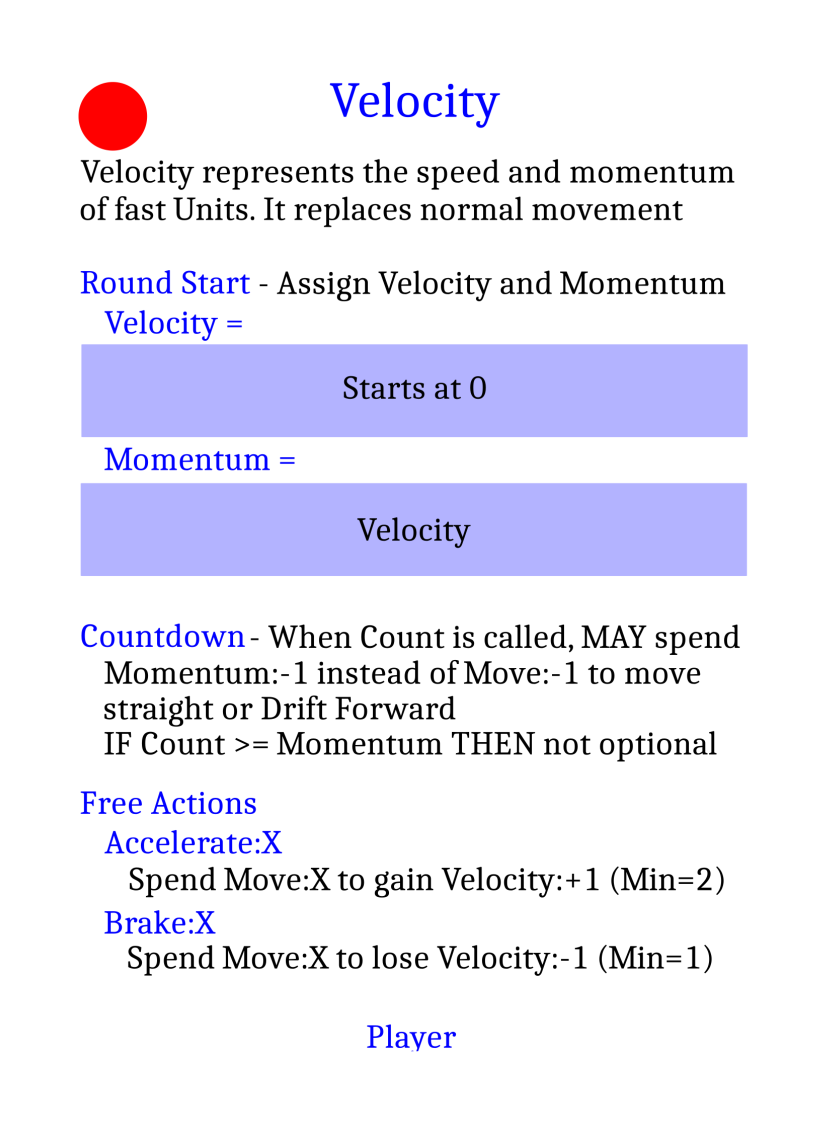 Velocity
Velocity represents the speed and momentum
of fast Units. It replaces normal movement
Round Start - Assign Velocity and Momentum
Velocity =
Starts at 0
Momentum =
Velocity
Countdown - When Count is called, MAY spend
Momentum:-1 instead of Move:-1 to move
straight or Drift Forward
IF Count >= Momentum THEN not optional
Free Actions
Accelerate:X
Spend Move:X to gain Velocity:+1 (Min=2)
Brake:X
Spend Move:X to lose Velocity:-1 (Min=1)
Player